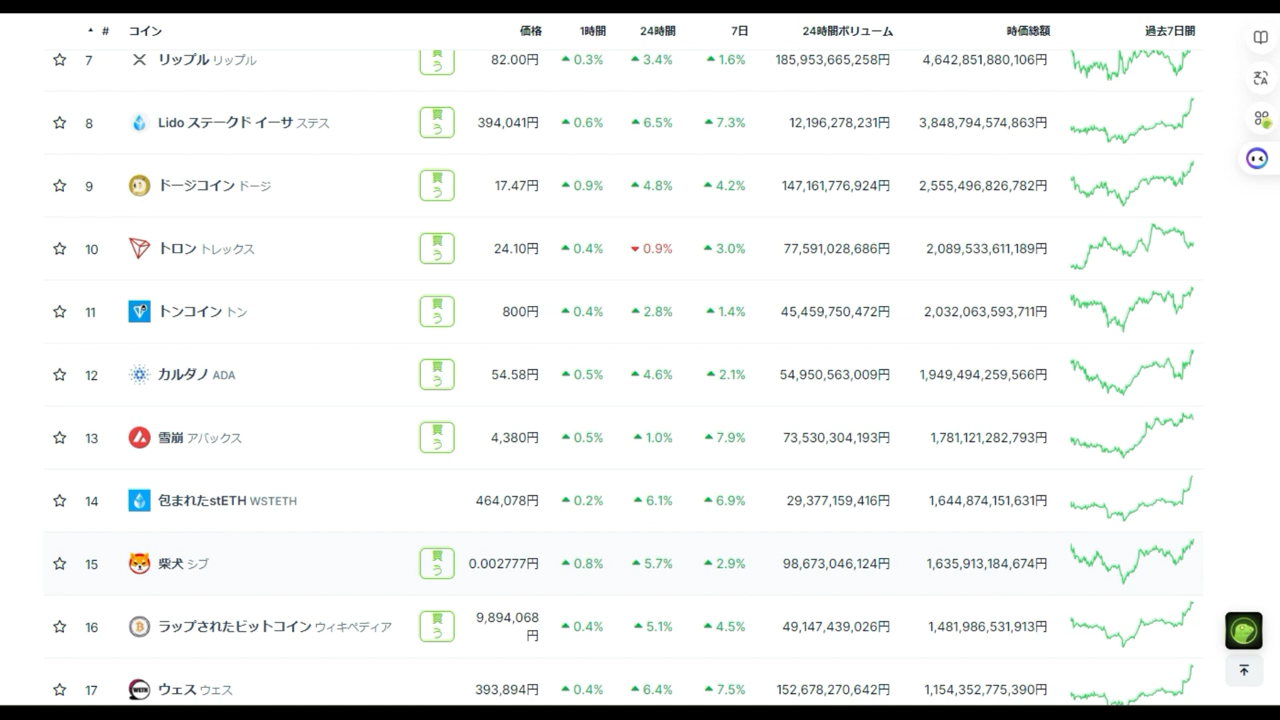 # コイン 価格 1時間 24時間 7日 24時間ボリューム 時価総額 過去7日間
7 リップル リップル 買う 82.00円 0.3% 3.4% 1.6% 185,953,665,258円 4,642,851,880,106円
8 Lido ステークド イーサ ステス 買う 394,041円 0.6% 6.5% 7.3% 12,196,278,231円 3,848,794,574,863円
9 ドージコイン ドージ 買う 17.47円 0.9% 4.8% 4.2% 147,161,776,924円 2,555,496,826,782円
10 トロン トレックス 買う 24.10円 0.4% 0.9% 3.0% 77,591,028,686円 2,089,533,611,189円
11 トンコイン トン 買う 800円 0.4% 2.8% 1.4% 45,459,750,472円 2,032,063,593,711円
12 カルダノ ADA 買う 54.58円 0.5% 4.6% 2.1% 54,950,563,009円 1,949,494,259,566円
13 雪崩 アバックス 買う 4,380円 0.5% 1.0% 7.9% 73,530,304,193円 1,781,121,282,793円
14 包まれたstETH WSTETH 464,078円 0.2% 6.1% 6.9% 29,377,159,416円 1,644,874,151,631円
15 柴犬 シブ 買う 0.002777円 0.8% 5.7% 2.9% 98,673,046,124円 1,635,913,184,674円
16 ラップされたビットコイン ウィキペディア 買う 9,894,068円 0.4% 5.1% 4.5% 49,147,439,026円 1,481,986,531,913円
17 WETH ウェス ウェス 393,894円 0.4% 6.4% 7.5% 152,678,270,642円 1,154,352,775,390円